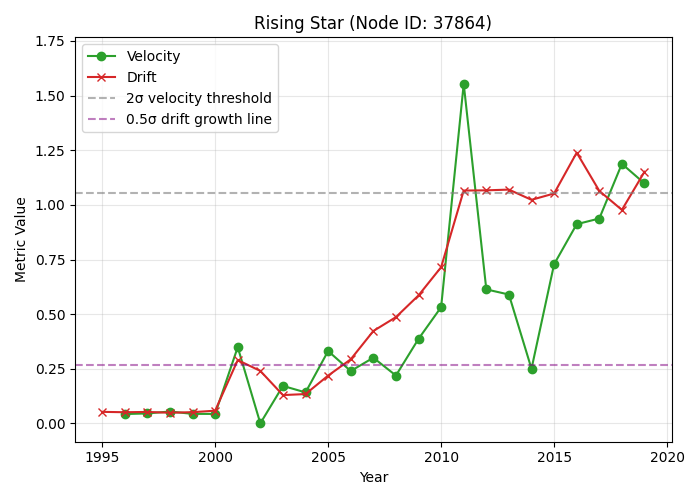 Rising Star (Node ID: 37864)
Velocity
Drift
2σ velocity threshold
0.5σ drift growth line
1.75
1.50
1.25
1.00
0.75
0.50
0.25
0.00
Metric Value
1995
2000
2005
2010
2015
2020
Year